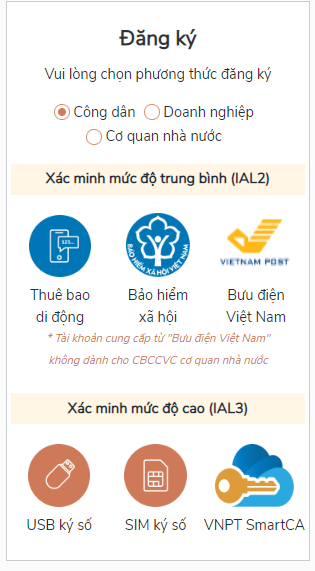 Đăng ký
Vui lòng chọn phương thức đăng ký
Công dân Doanh nghiệp
Cơ quan nhà nước
Xác minh mức độ trung bình (IAL2)
123...
BẢO HIỂM XÃ HỘI VIỆT NAM
VIETNAM POST
Thuê bao
di động
Bảo hiểm
xã hội
Bưu điện
Việt Nam
* Tài khoản cung cấp từ "Bưu điện Việt Nam"
không dành cho CBCCVC cơ quan nhà nước
Xác minh mức độ cao (IAL3)
USB ký số
SIM ký số
VNPT SmartCA